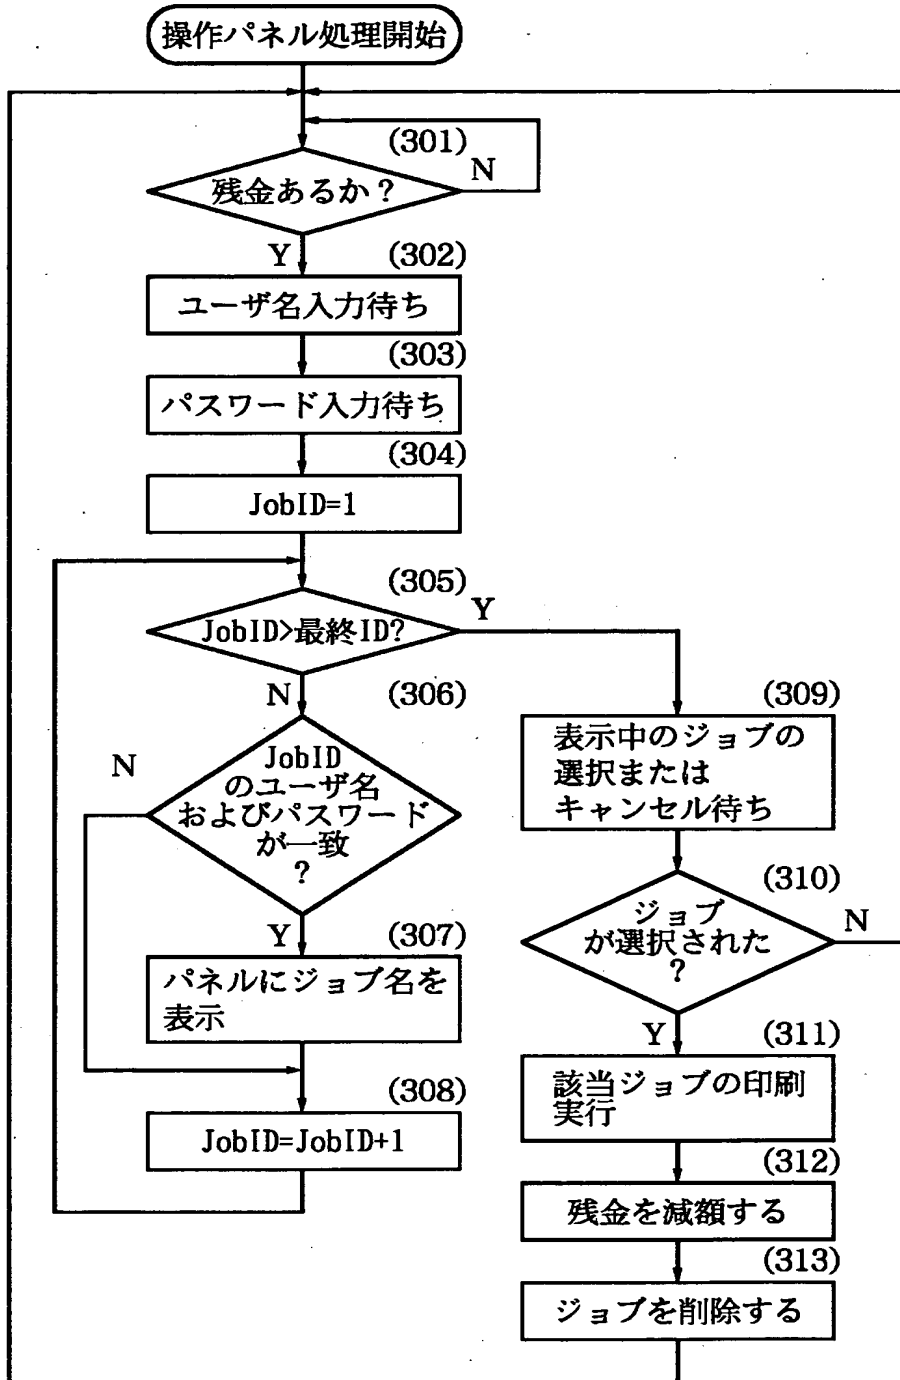 操作パネル処理開始
(301)
残金あるか？
N
Y
(302)
ユーザ名入力待ち
(303)
パスワード入力待ち
(304)
JobID=1
(305)
JobID>最終ID?
Y
N
(306)
JobID
のユーザ名
およびパスワード
が一致
?
N
Y
(307)
パネルにジョブ名を
表示
(308)
JobID=JobID+1
(309)
表示中のジョブの
選択または
キャンセル待ち
(310)
ジョブ
が選択された
?
N
Y
(311)
該当ジョブの印刷
実行
(312)
残金を減額する
(313)
ジョブを削除する